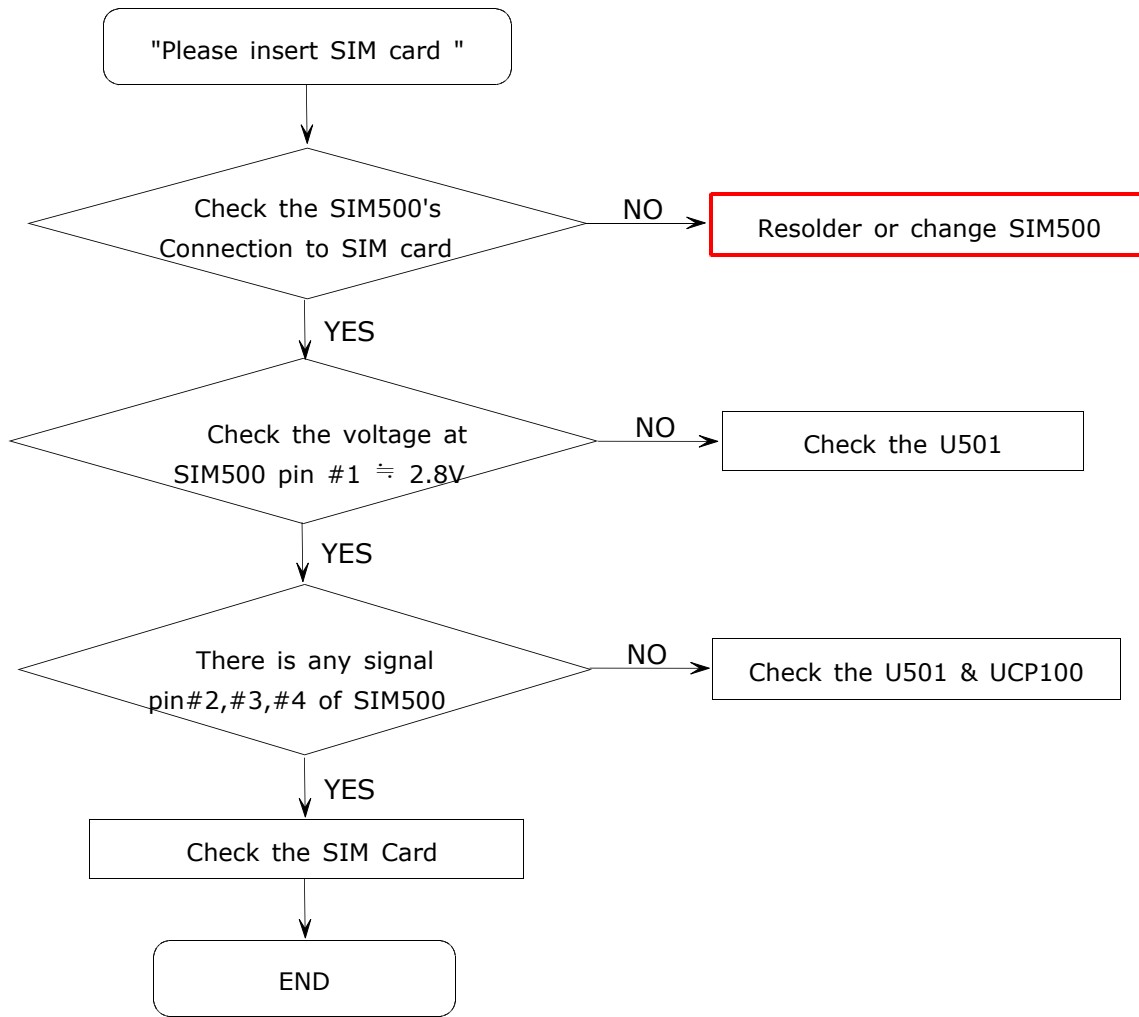 "Please insert SIM card "
Check the SIM500's
Connection to SIM card
NO
Resolder or change SIM500
YES
Check the voltage at
SIM500 pin #1 ≒ 2.8V
NO
Check the U501
YES
There is any signal
pin#2,#3,#4 of SIM500
NO
Check the U501 & UCP100
YES
Check the SIM Card
END